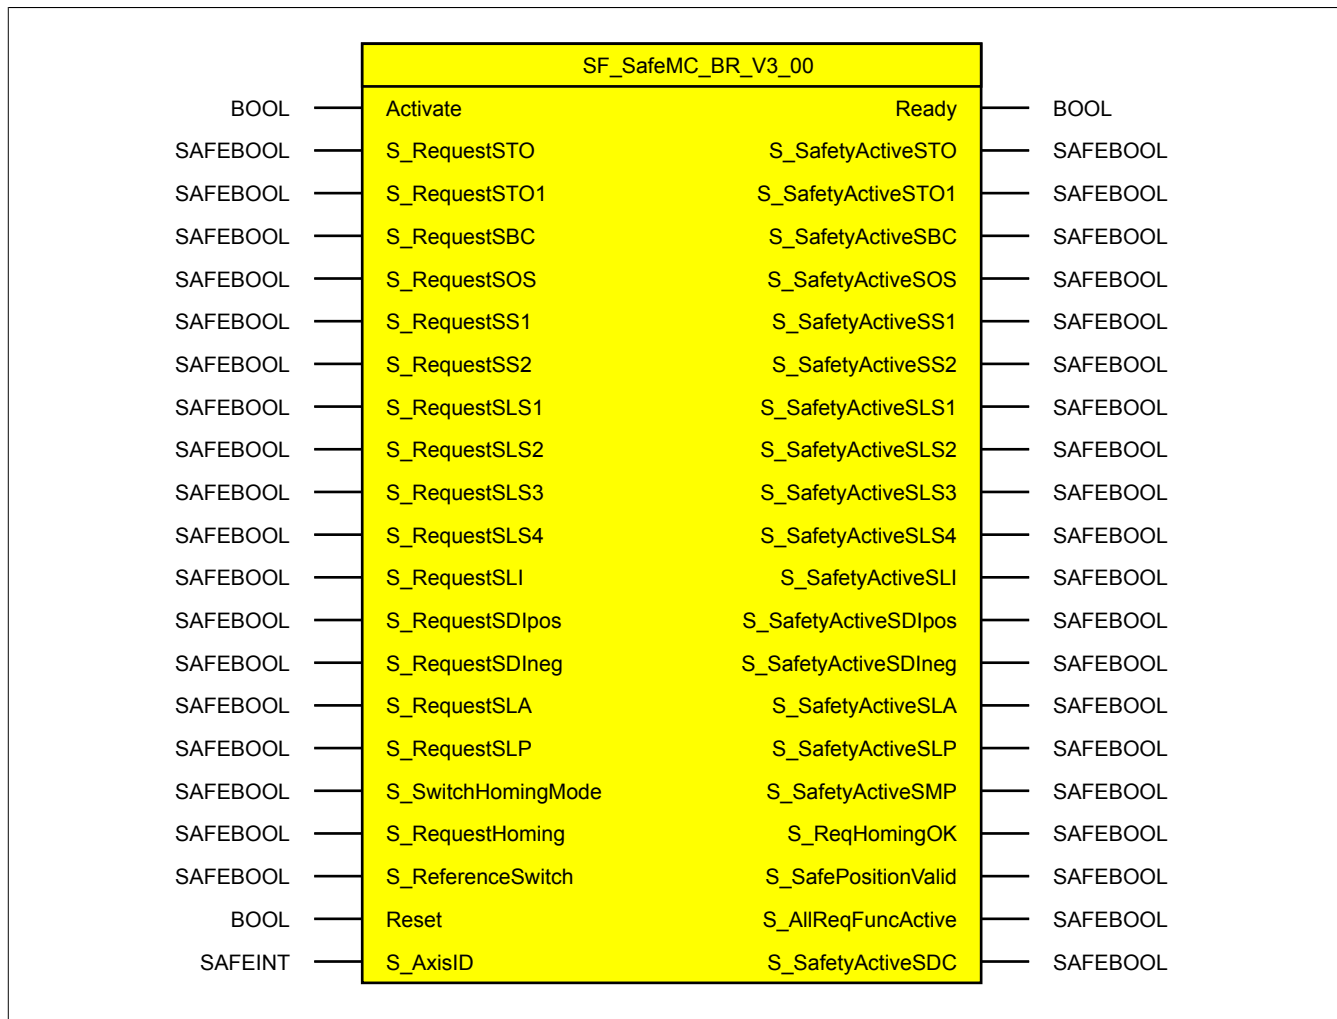 SF_SafeMC_BR_V3_00
BOOL Activate Ready BOOL
SAFEBOOL S_RequestSTO S_SafetyActiveSTO SAFEBOOL
SAFEBOOL S_RequestSTO1 S_SafetyActiveSTO1 SAFEBOOL
SAFEBOOL S_RequestSBC S_SafetyActiveSBC SAFEBOOL
SAFEBOOL S_RequestSOS S_SafetyActiveSOS SAFEBOOL
SAFEBOOL S_RequestSS1 S_SafetyActiveSS1 SAFEBOOL
SAFEBOOL S_RequestSS2 S_SafetyActiveSS2 SAFEBOOL
SAFEBOOL S_RequestSLS1 S_SafetyActiveSLS1 SAFEBOOL
SAFEBOOL S_RequestSLS2 S_SafetyActiveSLS2 SAFEBOOL
SAFEBOOL S_RequestSLS3 S_SafetyActiveSLS3 SAFEBOOL
SAFEBOOL S_RequestSLS4 S_SafetyActiveSLS4 SAFEBOOL
SAFEBOOL S_RequestSLI S_SafetyActiveSLI SAFEBOOL
SAFEBOOL S_RequestSDIpos S_SafetyActiveSDIpos SAFEBOOL
SAFEBOOL S_RequestSDIneg S_SafetyActiveSDIneg SAFEBOOL
SAFEBOOL S_RequestSLA S_SafetyActiveSLA SAFEBOOL
SAFEBOOL S_RequestSLP S_SafetyActiveSLP SAFEBOOL
SAFEBOOL S_SwitchHomingMode S_SafetyActiveSMP SAFEBOOL
SAFEBOOL S_RequestHoming S_ReqHomingOK SAFEBOOL
SAFEBOOL S_ReferenceSwitch S_SafePositionValid SAFEBOOL
BOOL Reset S_AllReqFuncActive SAFEBOOL
SAFEINT S_AxisID S_SafetyActiveSDC SAFEBOOL